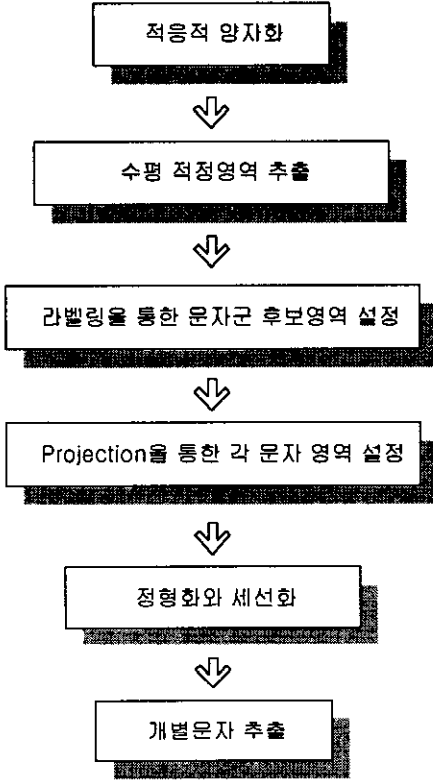 적응적 양자화
수평 적정영역 추출
라벨링을 통한 문자군 후보영역 설정
Projection을 통한 각 문자 영역 설정
정형화와 세선화
개별문자 추출